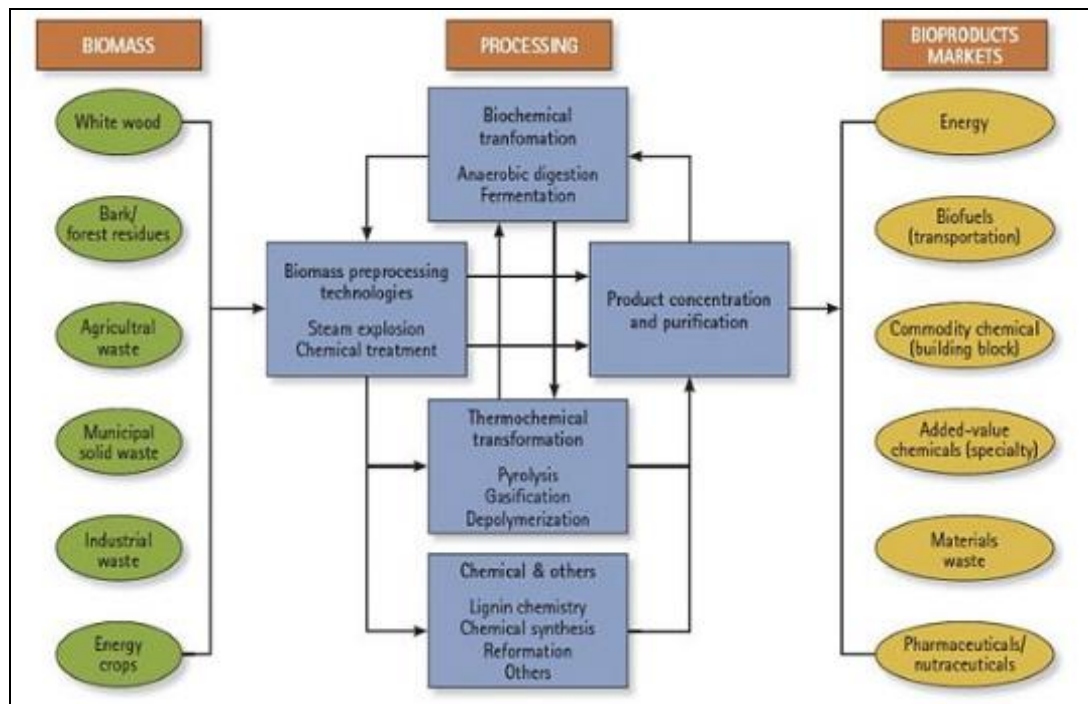 BIOMASS
White wood
Bark/
forest residues
Agricultral
waste
Municipal
solid waste
Industrial
waste
Energy
crops
PROCESSING
Biochemical
tranfomation
Anaerobic digestion
Fermentation
Biomass preprocessing
technologies
Steam explosion
Chemical treatment
Product concentration
and purification
Thermochemical
transformation
Pyrolysis
Gasification
Depolymerization
Chemical & others
Lignin chemistry
Chemical synthesis
Reformation
Others
BIOPRODUCTS
MARKETS
Energy
Biofuels
(transportation)
Commodity chemical
(building block)
Added-value
chemicals (specialty)
Materials
waste
Pharmaceuticals/
nutraceuticals